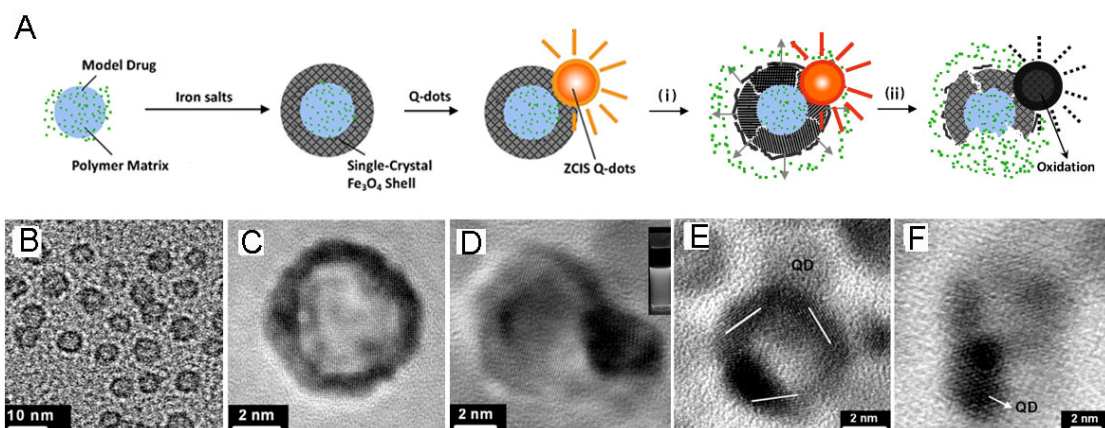 A
Model Drug
Polymer Matrix
Iron salts
Single-Crystal
Fe₃O₄ Shell
Q-dots
ZCIS Q-dots
(i)
(ii)
Oxidation
B
10 nm
C
2 nm
D
2 nm
E
QD
2 nm
F
QD
2 nm